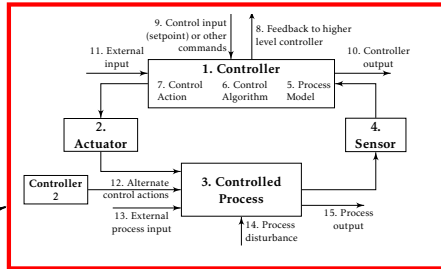 9. Control input
(setpoint) or other
commands
8. Feedback to higher
level controller
11. External
input
10. Controller
output
1. Controller
7. Control
Action
6. Control
Algorithm
5. Process
Model
2.
Actuator
4.
Sensor
Controller
2
12. Alternate
control actions
3. Controlled
Process
13. External
process input
15. Process
output
14. Process
disturbance